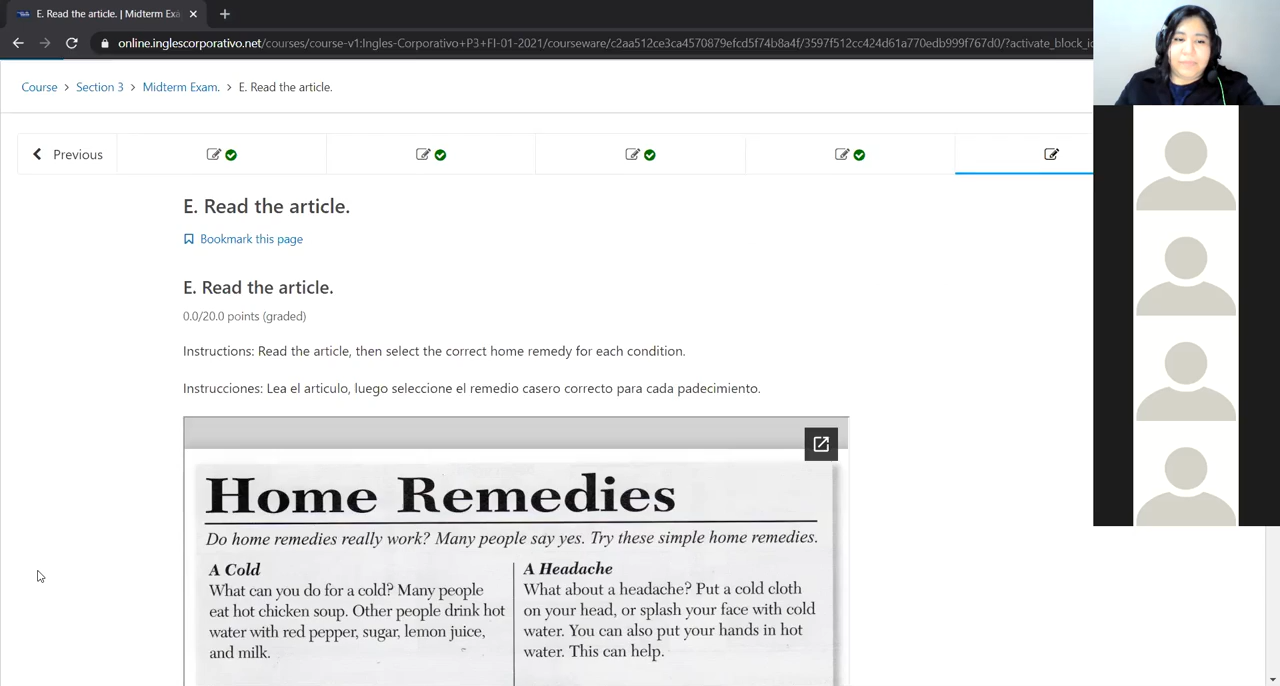 E. Read the article. | Midterm Exa
online.inglescorporativo.net/courses/course-v1:Ingles-Corporativo+P3+FI-01-2021/courseware/c2aa512ce3ca4570879efcd5f74b8a4f/3597f512cc424d61a770edb999f767d0/?activate_block_i
Course > Section 3 > Midterm Exam. > E. Read the article.
Previous
E. Read the article.
Bookmark this page
E. Read the article.
0.0/20.0 points (graded)
Instructions: Read the article, then select the correct home remedy for each condition.
Instrucciones: Lea el articulo, luego seleccione el remedio casero correcto para cada padecimiento.
Home Remedies
Do home remedies really work? Many people say yes. Try these simple home remedies.
A Cold
What can you do for a cold? Many people
eat hot chicken soup. Other people drink hot
water with red pepper, sugar, lemon juice,
and milk.
A Headache
What about a headache? Put a cold cloth
on your head, or splash your face with cold
water. You can also put your hands in hot
water. This can help.